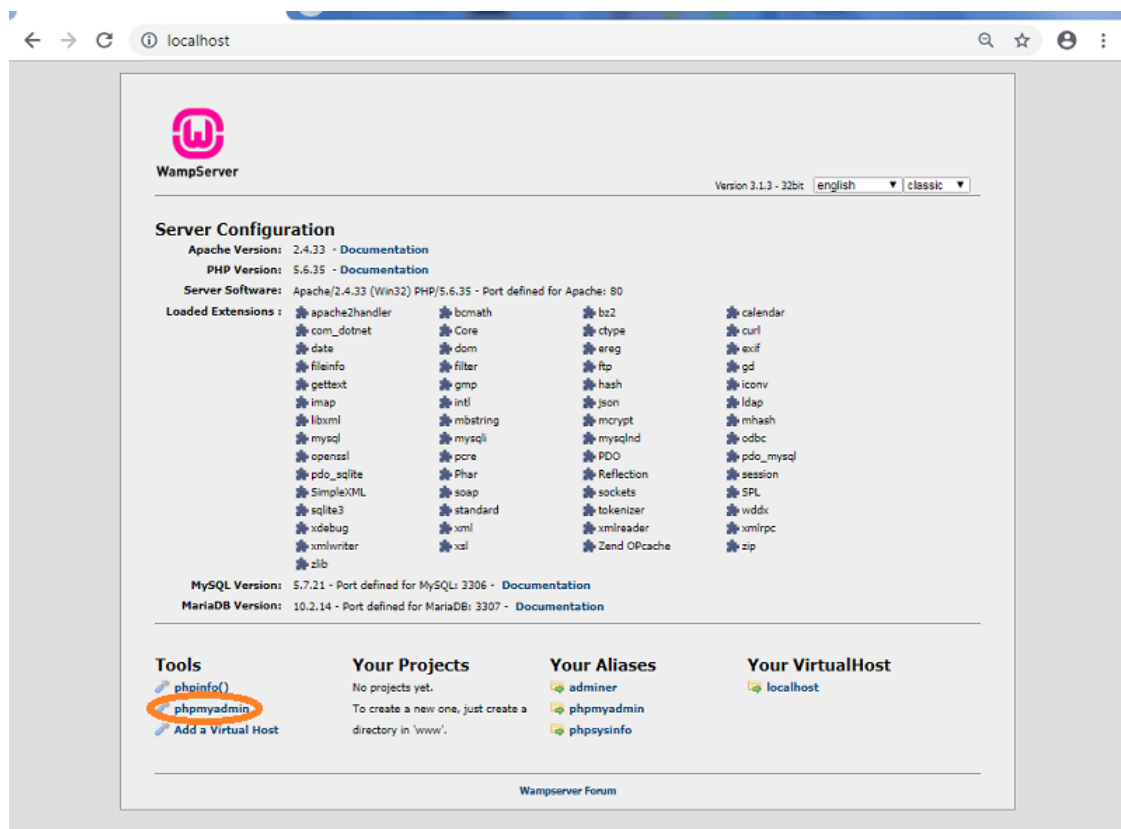 localhost
WampServer
Version 3.1.3 - 32bit english classic
Server Configuration
Apache Version: 2.4.33 - Documentation
PHP Version: 5.6.35 - Documentation
Server Software: Apache/2.4.33 (Win32) PHP/5.6.35 - Port defined for Apache: 80
Loaded Extensions : apache2handler bcmath bz2 calendar
com_dotnet Core ctype curl
date dom ereg exif
fileinfo filter ftp gd
gettext gmp hash iconv
imap intl json ldap
libxml mbstring mcrypt mhash
mysql mysqli mysqlnd odbc
openssl pcre PDO pdo_mysql
pdo_sqlite Phar Reflection session
SimpleXML soap sockets SPL
sqlite3 standard tokenizer wddx
xdebug xml xmlreader xmlrpc
xmlwriter xsl Zend OPcache zip
zlib
MySQL Version: 5.7.21 - Port defined for MySQL: 3306 - Documentation
MariaDB Version: 10.2.14 - Port defined for MariaDB: 3307 - Documentation
Tools Your Projects Your Aliases Your VirtualHost
phpinfo() No projects yet. adminer localhost
phpmyadmin To create a new one, just create a phpmyadmin
Add a Virtual Host directory in 'www'. phpsysinfo
Wampserver Forum